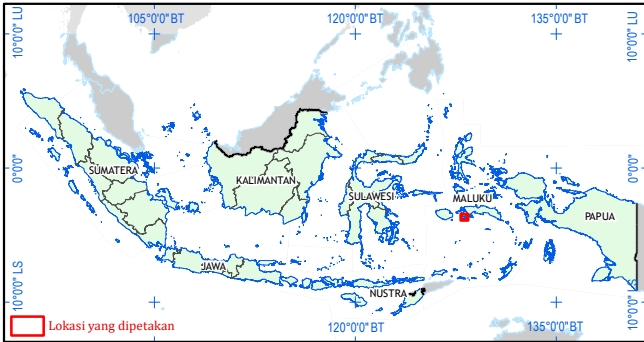 105°0'0" BT
120°0'0" BT
135°0'0" BT
10°0'0" LU
10°0'0" LU
0°0'0"
0°0'0"
SUMATERA
KALIMANTAN
SULAWESI
MALUKU
PAPUA
JAWA
NUSTRA
10°0'0" LS
10°0'0" LS
Lokasi yang dipetakan
120°0'0" BT
135°0'0" BT